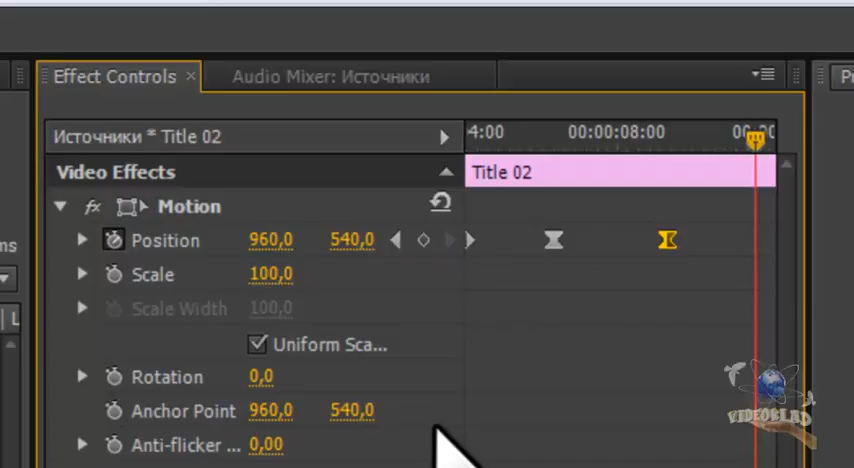 Effect Controls × Audio Mixer: Источники
Источники * Title 02 4:00 00:00:08:00
Video Effects Title 02
fx Motion
Position 960,0 540,0
Scale 100,0
Scale Width 100,0
Uniform Sca...
Rotation 0,0
Anchor Point 960,0 540,0
Anti-flicker ... 0,00
VIDEOKLAD